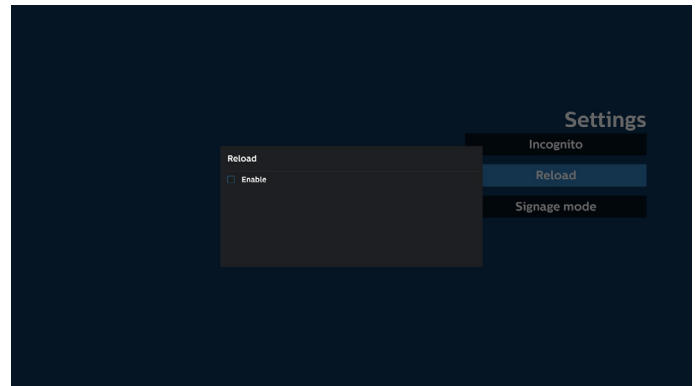 Settings
Incognito
Reload
Signage mode
Reload
Enable